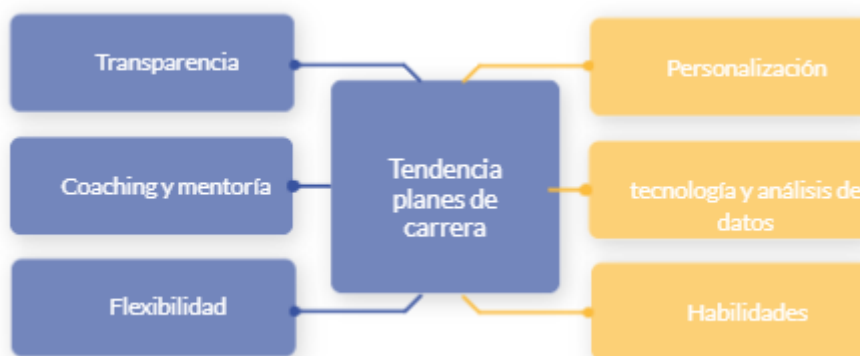 Transparencia
Coaching y mentoría
Flexibilidad
Tendencia
planes de
carrera
Personalización
tecnología y análisis de
datos
Habilidades